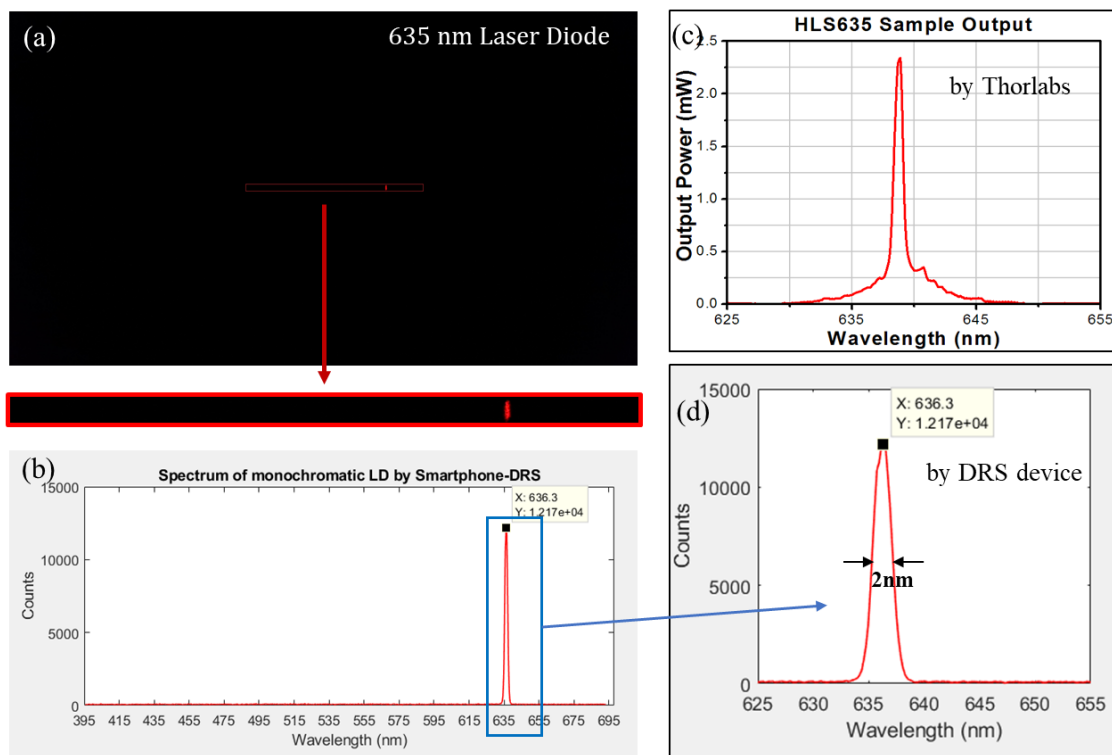 (a)
635 nm Laser Diode
(b)
Spectrum of monochromatic LD by Smartphone-DRS
15000
10000
5000
0
Counts
X: 636.3
Y: 1.217e+04
395 415 435 455 475 495 515 535 555 575 595 615 635 655 675 695
Wavelength (nm)
(c)
HLS635 Sample Output
by Thorlabs
2.5
2.0
1.5
1.0
0.5
0.0
Output Power (mW)
625 635 645 655
Wavelength (nm)
(d)
X: 636.3
Y: 1.217e+04
by DRS device
2nm
15000
10000
5000
0
Counts
625 630 635 640 645 650 655
Wavelength (nm)